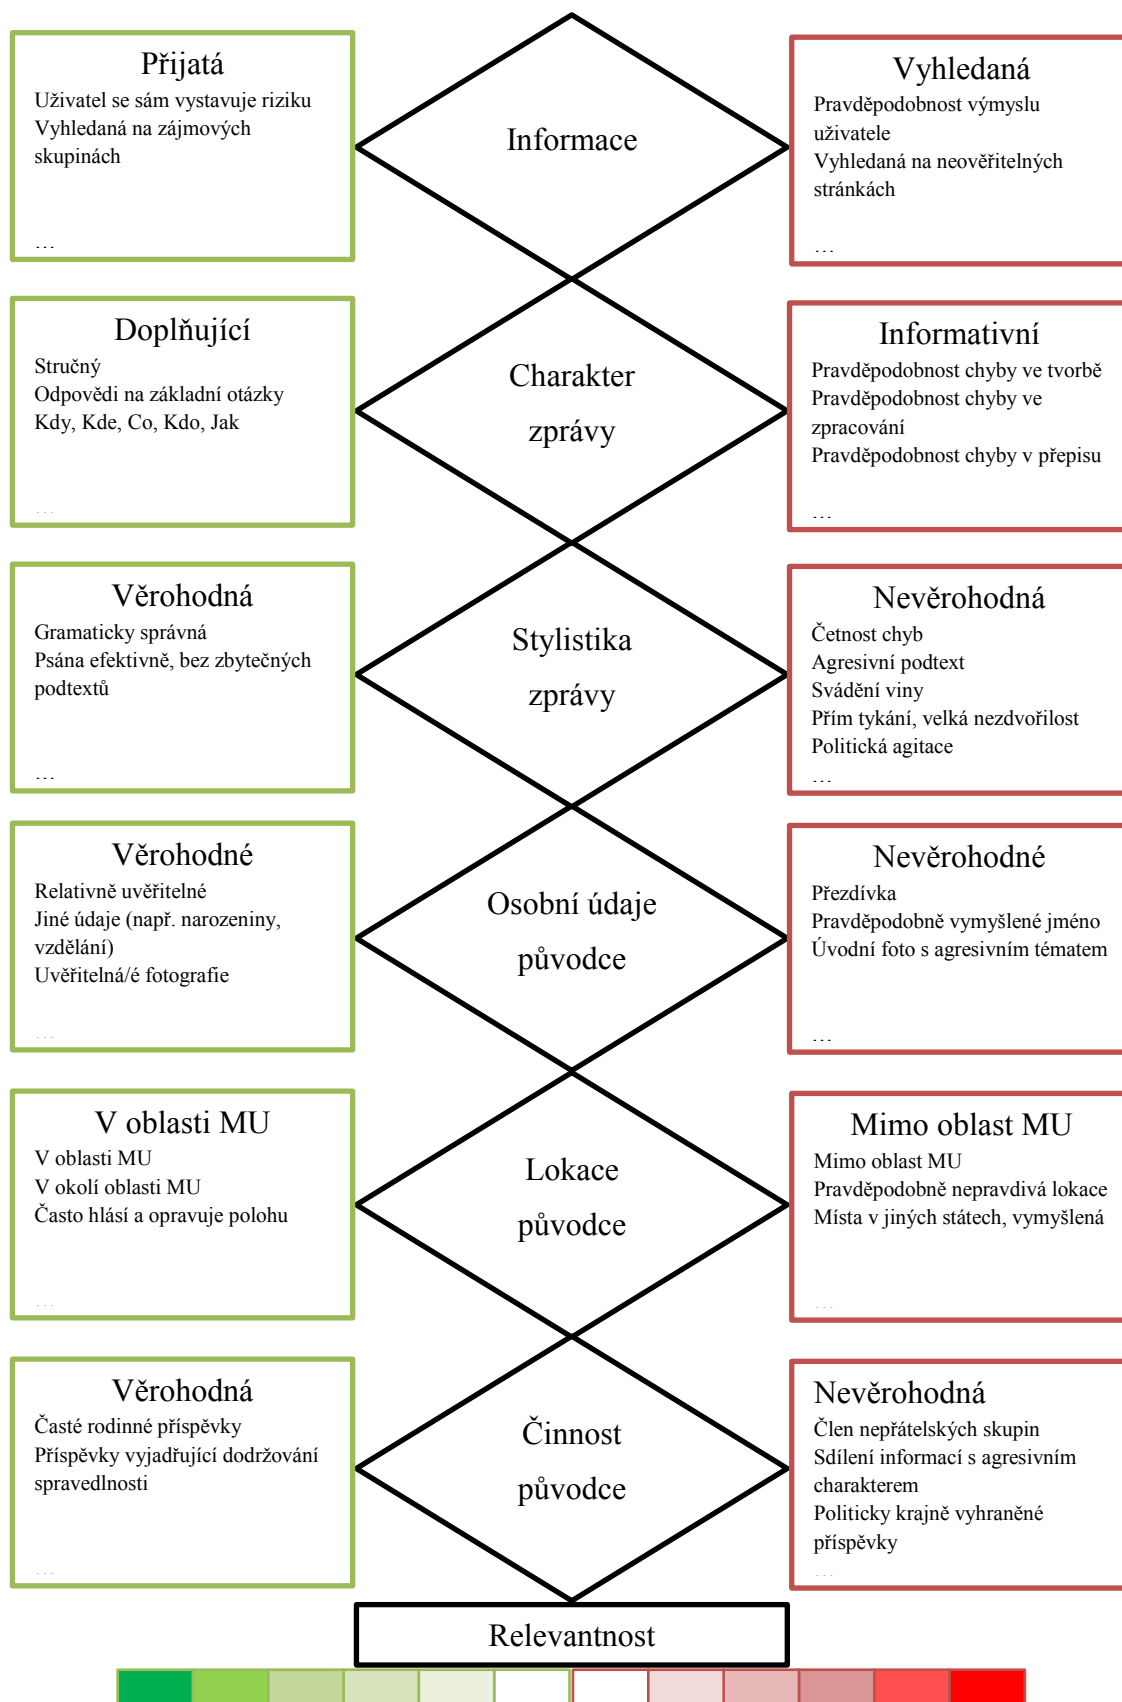 Přijatá
Uživatel se sám vystavuje riziku
Vyhledaná na zájmových
skupinách
…
Informace
Vyhledaná
Pravděpodobnost výmyslu
uživatele
Vyhledaná na neověřitelných
stránkách
…
Doplňující
Stručný
Odpovědi na základní otázky
Kdy, Kde, Co, Kdo, Jak
…
Charakter
zprávy
Informativní
Pravděpodobnost chyby ve tvorbě
Pravděpodobnost chyby ve
zpracování
Pravděpodobnost chyby v přepisu
…
Věrohodná
Gramaticky správná
Psána efektivně, bez zbytečných
podtextů
…
Stylistika
zprávy
Nevěrohodná
Četnost chyb
Agresivní podtext
Svádění viny
Přím tykání, velká nezdvořilost
Politická agitace
…
Věrohodné
Relativně uvěřitelné
Jiné údaje (např. narozeniny,
vzdělání)
Uvěřitelná/é fotografie
…
Osobní údaje
původce
Nevěrohodné
Přezdívka
Pravděpodobně vymyšlené jméno
Úvodní foto s agresivním tématem
…
V oblasti MU
V oblasti MU
V okolí oblasti MU
Často hlásí a opravuje polohu
…
Lokace
původce
Mimo oblast MU
Mimo oblast MU
Pravděpodobně nepravdivá lokace
Místa v jiných státech, vymyšlená
…
Věrohodná
Časté rodinné příspěvky
Příspěvky vyjadřující dodržování
spravedlnosti
…
Činnost
původce
Nevěrohodná
Člen nepřátelských skupin
Sdílení informací s agresivním
charakterem
Politicky krajně vyhraněné
příspěvky
…
Relevantnost